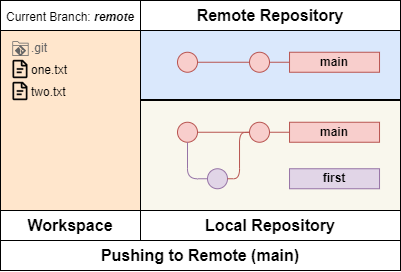 Current Branch: remote
Remote Repository
.git
one.txt
two.txt
main
main
first
Workspace
Local Repository
Pushing to Remote (main)